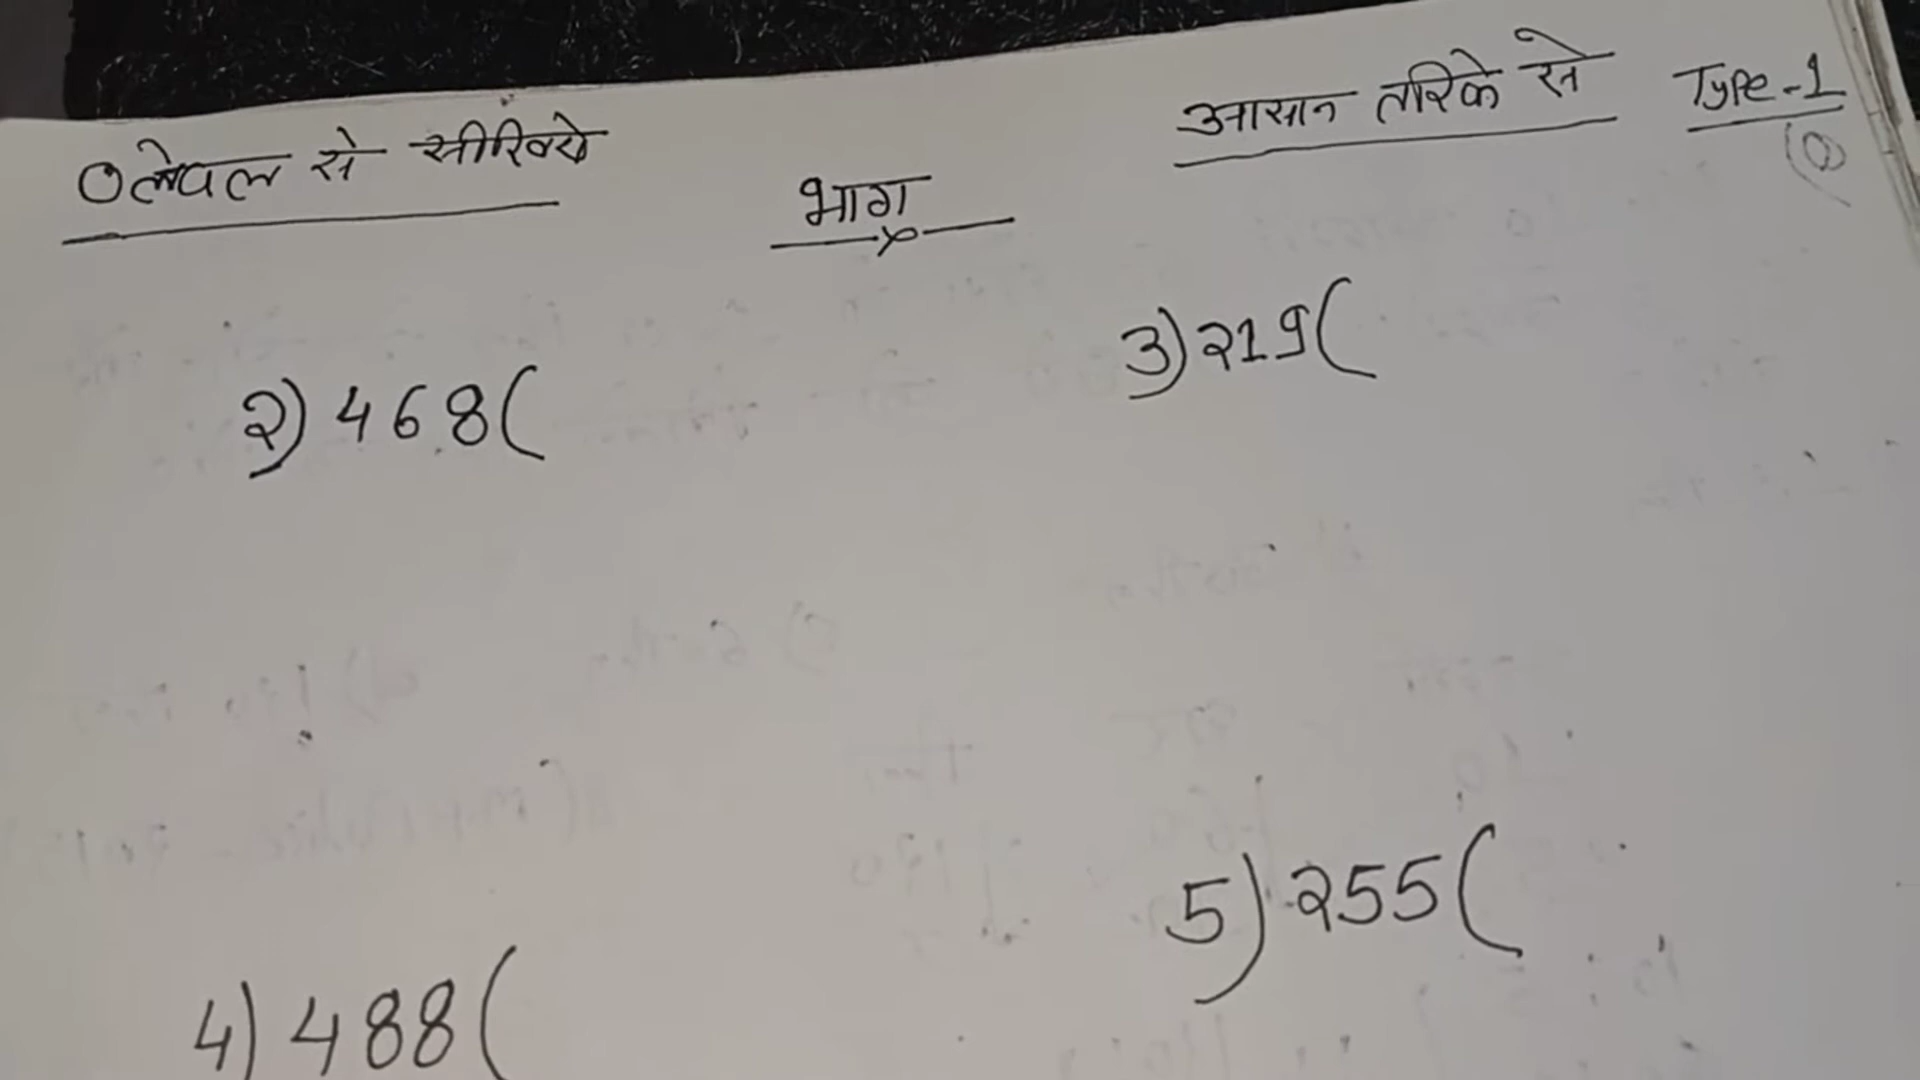 0 लेवल से सीखिये
भाग
आसान तरिके से
Type-1
2) 468(
3) 219(
4) 488(
5) 255(